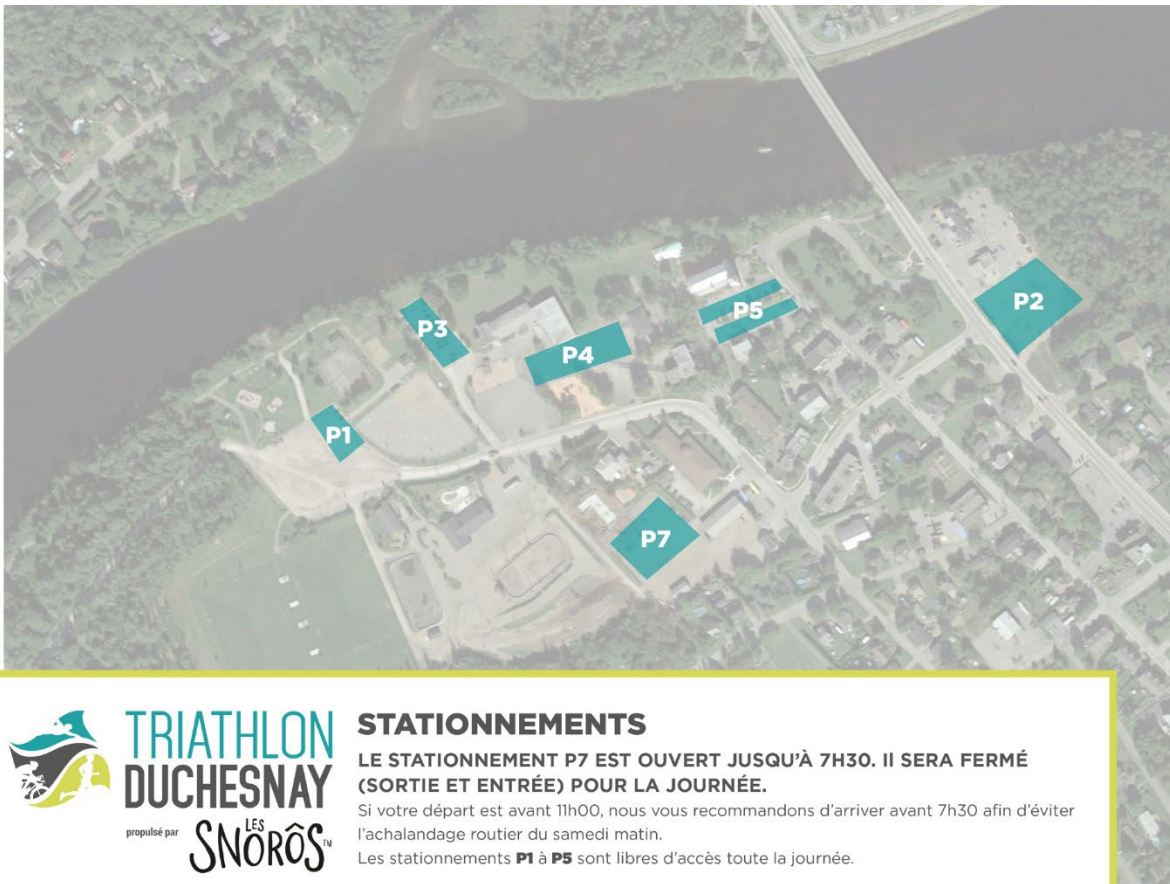 P2
P5
P3
P4
P1
P7
TRIATHLON
DUCHESNAY
propulsé par
LES
SNÖRÔS™
STATIONNEMENTS
LE STATIONNEMENT P7 EST OUVERT JUSQU'À 7H30. Il SERA FERMÉ
(SORTIE ET ENTRÉE) POUR LA JOURNÉE.
Si votre départ est avant 11h00, nous vous recommandons d'arriver avant 7h30 afin d'éviter
l'achalandage routier du samedi matin.
Les stationnements P1 à P5 sont libres d'accès toute la journée.